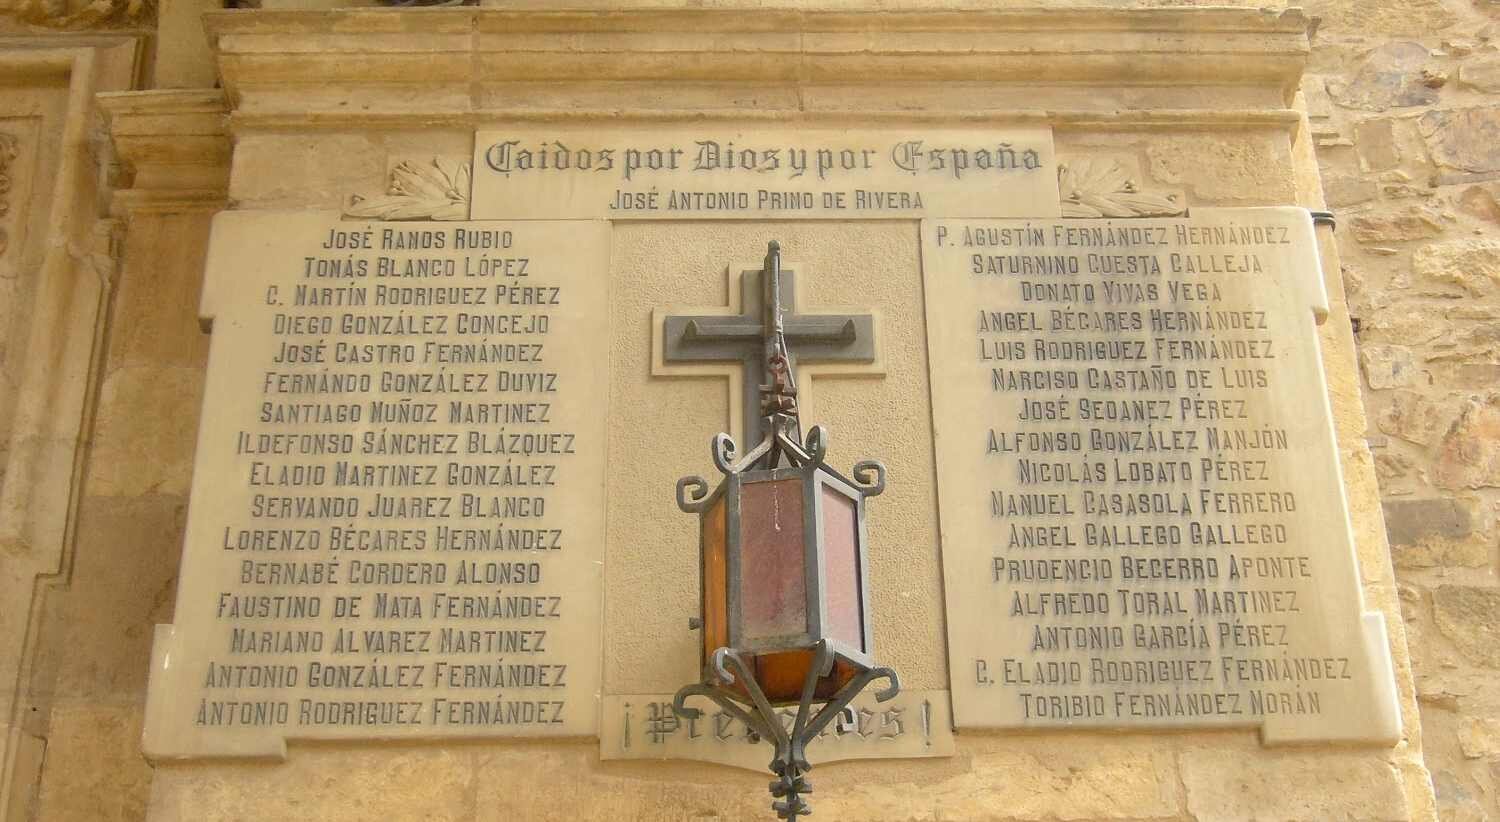 Caidos por Dios y por España
JOSÉ ANTONIO PRIMO DE RIVERA
JOSÉ RAMOS RUBIO
TOMÁS BLANCO LÓPEZ
C. MARTÍN RODRIGUEZ PÉREZ
DIEGO GONZÁLEZ CONCEJO
JOSÉ CASTRO FERNÁNDEZ
FERNÁNDO GONZÁLEZ DUVIZ
SANTIAGO MUÑOZ MARTINEZ
ILDEFONSO SÁNCHEZ BLÁZQUEZ
ELADIO MARTINEZ GONZÁLEZ
SERVANDO JUAREZ BLANCO
LORENZO BÉCARES HERNÁNDEZ
BERNABÉ CORDERO ALONSO
FAUSTINO DE MATA FERNÁNDEZ
MARIANO ALVAREZ MARTINEZ
ANTONIO GONZÁLEZ FERNÁNDEZ
ANTONIO RODRIGUEZ FERNÁNDEZ
P. AGUSTÍN FERNÁNDEZ HERNÁNDEZ
SATURNINO CUESTA CALLEJA
DONATO VIVAS VEGA
ANGEL BÉCARES HERNÁNDEZ
LUIS RODRIGUEZ FERNÁNDEZ
NARCISO CASTAÑO DE LUIS
JOSÉ SEOANEZ PÉREZ
ALFONSO GONZÁLEZ MANJÓN
NICOLÁS LOBATO PÉREZ
MANUEL CASASOLA FERRERO
ANGEL GALLEGO GALLEGO
PRUDENCIO BECERRO APONTE
ALFREDO TORAL MARTINEZ
ANTONIO GARCÍA PÉREZ
C. ELADIO RODRIGUEZ FERNÁNDEZ
TORIBIO FERNÁNDEZ MORÁN